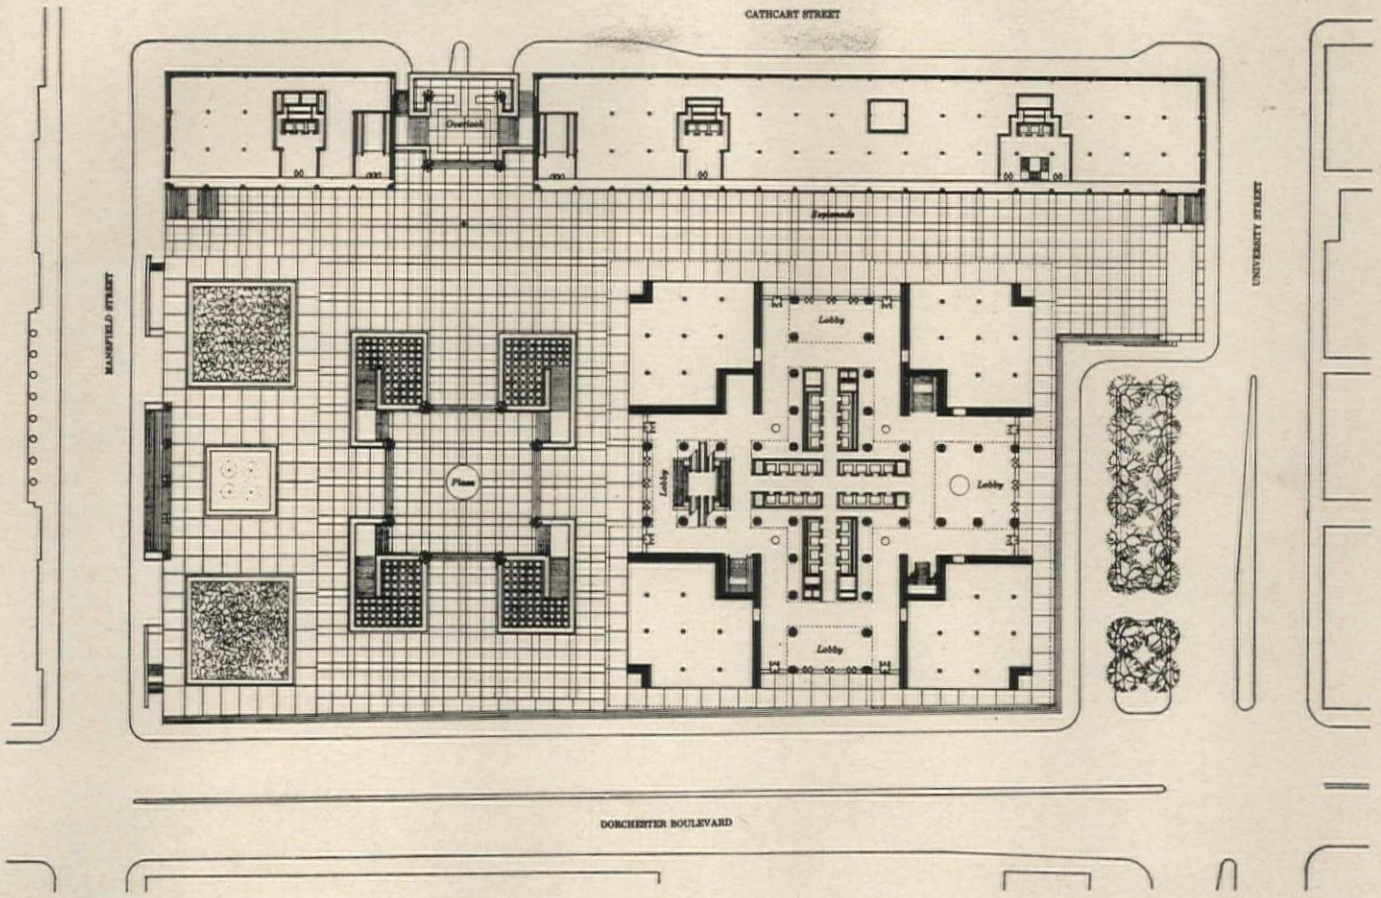 CATHCART STREET
Overlook
Esplanade
UNIVERSITY STREET
MANSFIELD STREET
Lobby
Lobby
Plaza
Lobby
Lobby
DORCHESTER BOULEVARD